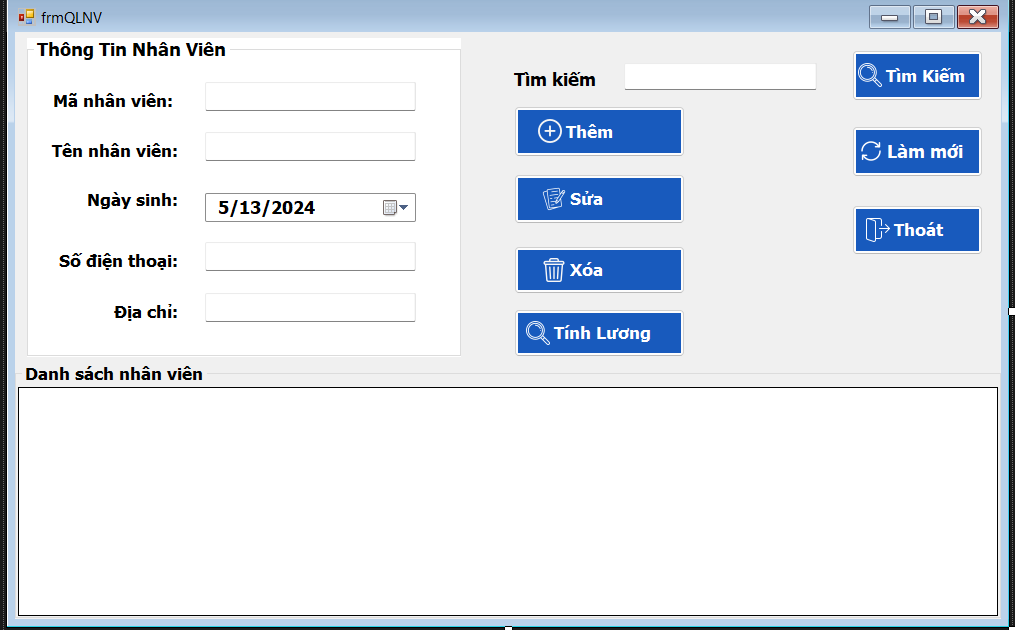 frmQLNV
Thông Tin Nhân Viên
Mã nhân viên:
Tên nhân viên:
Ngày sinh:
5/13/2024
Số điện thoại:
Địa chỉ:
Tìm kiếm
Thêm
Sửa
Xóa
Tính Lương
Tìm Kiếm
Làm mới
Thoát
Danh sách nhân viên